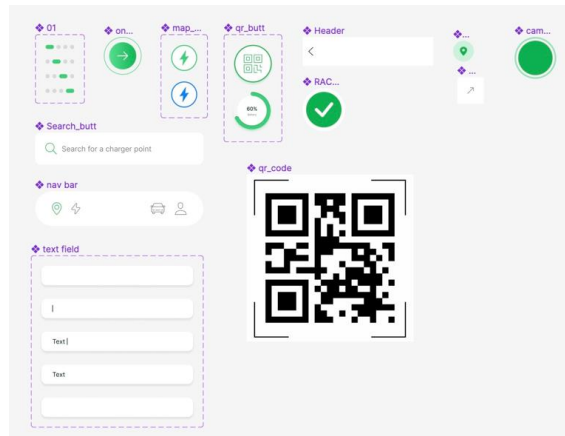 01
on...
map_...
qr_butt
Header
...
cam...
RAC...
...
60%
Search_butt
Search for a charger point
nav bar
qr_code
text field
Text
Text